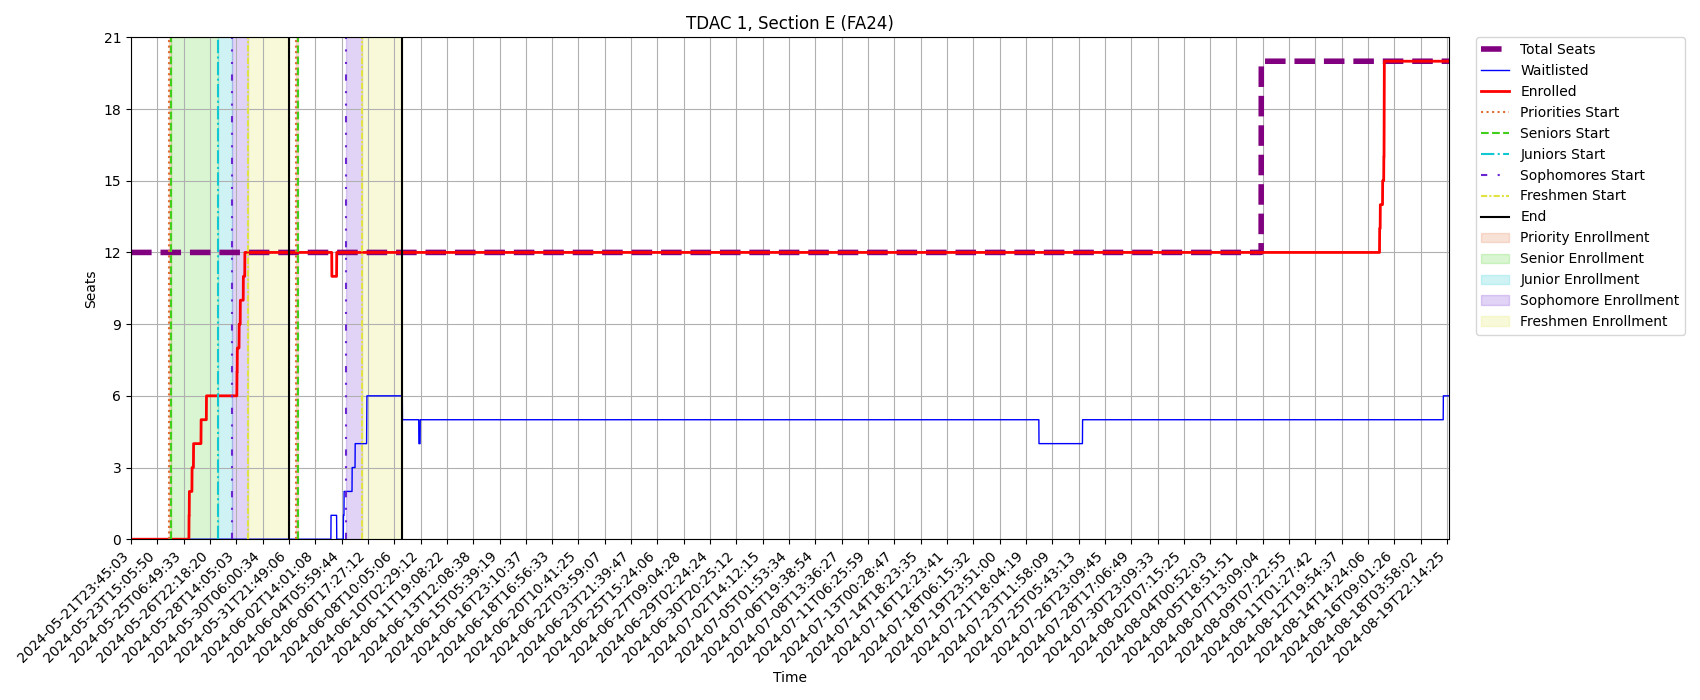 TDAC 1, Section E (FA24)
21
18
15
12
9
6
3
0
Seats
2024-05-21T23:45:03
2024-05-23T15:05:50
2024-05-25T06:49:33
2024-05-26T22:18:20
2024-05-28T14:05:03
2024-05-30T06:00:34
2024-05-31T21:49:06
2024-06-02T14:01:08
2024-06-04T05:59:44
2024-06-06T17:27:12
2024-06-08T10:05:06
2024-06-10T02:29:12
2024-06-11T19:08:22
2024-06-13T12:08:38
2024-06-15T05:39:19
2024-06-16T23:10:37
2024-06-18T16:56:33
2024-06-20T10:41:25
2024-06-22T03:59:07
2024-06-23T21:39:47
2024-06-25T15:24:06
2024-06-27T09:04:28
2024-06-29T02:24:24
2024-06-30T20:25:12
2024-07-02T14:12:15
2024-07-05T01:53:34
2024-07-06T19:38:54
2024-07-08T13:36:27
2024-07-11T06:25:59
2024-07-13T00:28:47
2024-07-14T18:23:35
2024-07-16T12:23:41
2024-07-18T06:15:32
2024-07-19T23:51:00
2024-07-21T18:04:19
2024-07-23T11:58:09
2024-07-25T05:43:13
2024-07-26T23:09:45
2024-07-28T17:06:49
2024-07-30T23:09:33
2024-08-02T07:15:25
2024-08-04T00:52:03
2024-08-05T18:51:51
2024-08-07T13:09:04
2024-08-09T07:22:55
2024-08-11T01:27:42
2024-08-12T19:54:37
2024-08-14T14:24:06
2024-08-16T09:01:26
2024-08-18T03:58:02
2024-08-19T22:14:25
Time
Total Seats
Waitlisted
Enrolled
Priorities Start
Seniors Start
Juniors Start
Sophomores Start
Freshmen Start
End
Priority Enrollment
Senior Enrollment
Junior Enrollment
Sophomore Enrollment
Freshmen Enrollment